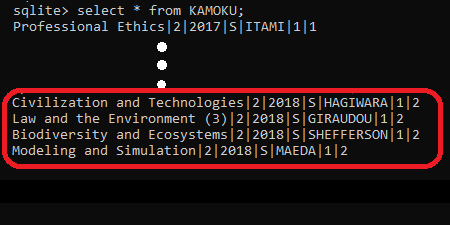 sqlite> select * from KAMOKU;
Professional Ethics|2|2017|S|ITAMI|1|1
Civilization and Technologies|2|2018|S|HAGIWARA|1|2
Law and the Environment (3)|2|2018|S|GIRAUDOU|1|2
Biodiversity and Ecosystems|2|2018|S|SHEFFERSON|1|2
Modeling and Simulation|2|2018|S|MAEDA|1|2